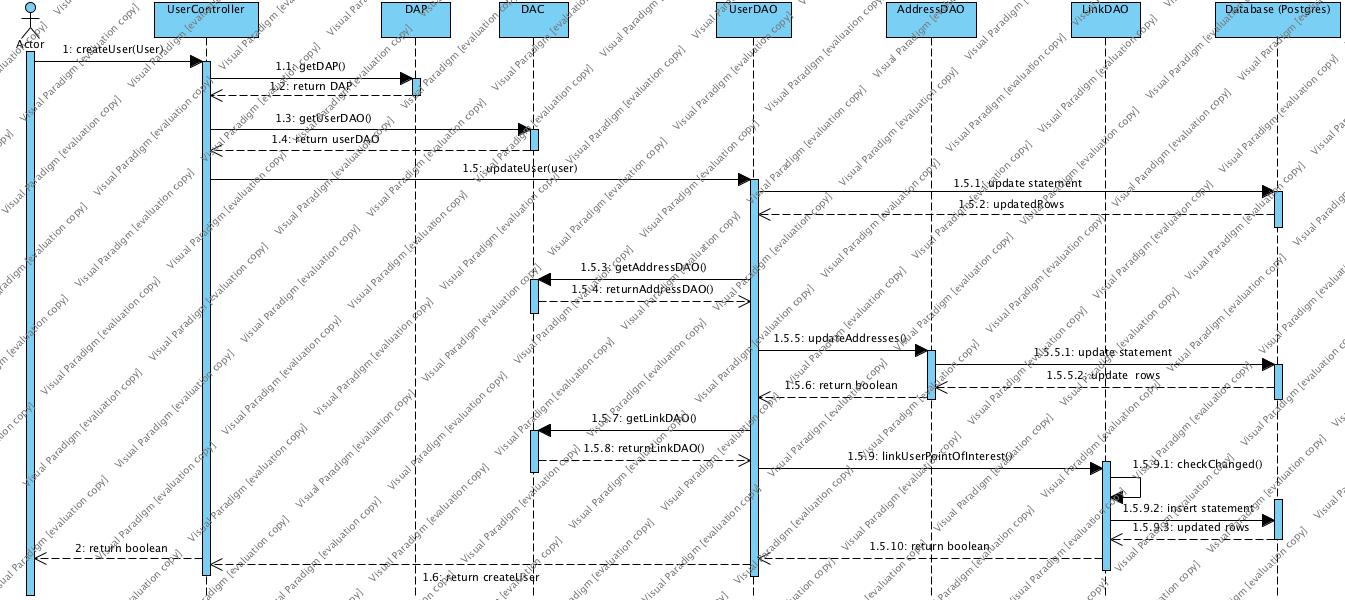 UserController
DAP
DAC
UserDAO
AddressDAO
LinkDAO
Database (Postgres)
Actor
1: createUser(User)
1.1: getDAP()
1.2: return DAP
1.3: getUserDAO()
1.4: return userDAO
1.5: updateUser(user)
1.5.1: update statement
1.5.2: updatedRows
1.5.3: getAddressDAO()
1.5.4: returnAddressDAO()
1.5.5: updateAddresses()
1.5.5.1: update statement
1.5.5.2: update rows
1.5.6: return boolean
1.5.7: getLinkDAO()
1.5.8: returnLinkDAO()
1.5.9: linkUserPointOfInterest()
1.5.9.1: checkChanged()
1.5.9.2: insert statement
1.5.9.3: updated rows
1.5.10: return boolean
2: return boolean
1.6: return createUser
Visual Paradigm [evaluation copy]